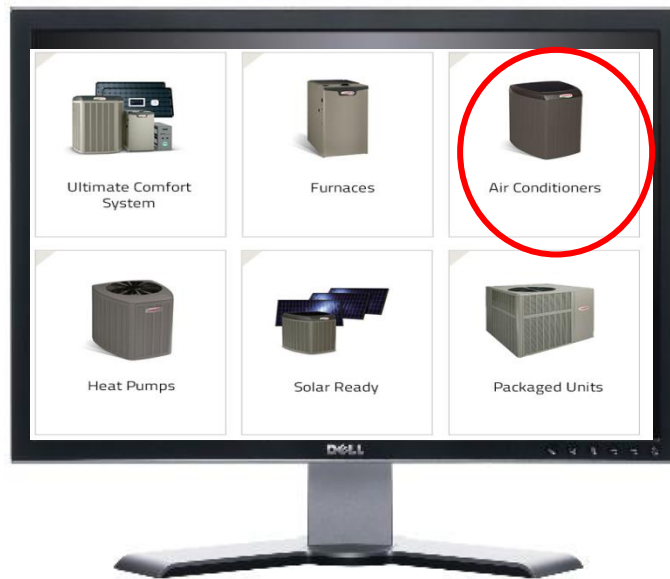 Ultimate Comfort
System
Furnaces
Air Conditioners
Heat Pumps
Solar Ready
Packaged Units
DELL